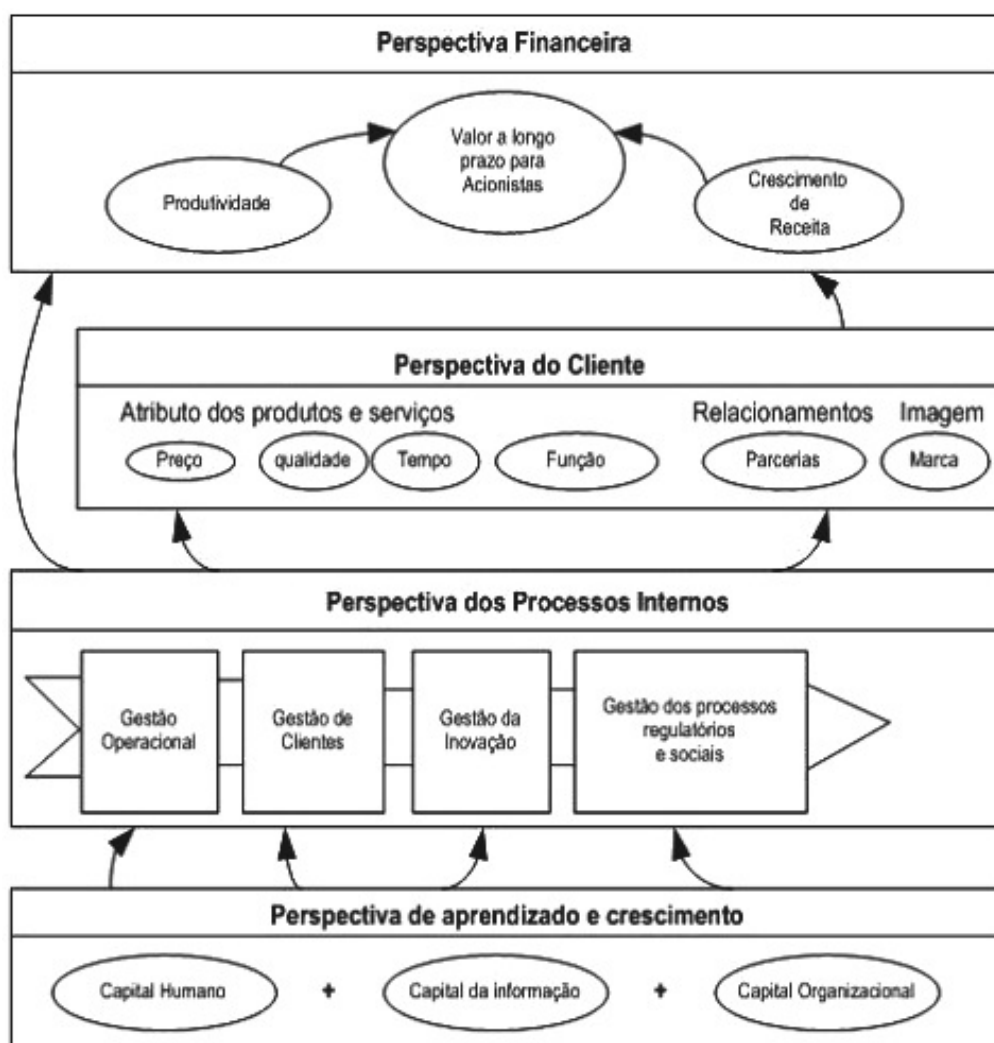 Perspectiva Financeira
Valor a longo
prazo para
Acionistas
Produtividade
Crescimento
de
Receita
Perspectiva do Cliente
Atributo dos produtos e serviços
Relacionamentos
Imagem
Preço
qualidade
Tempo
Função
Parcerias
Marca
Perspectiva dos Processos Internos
Gestão
Operacional
Gestão de
Clientes
Gestão da
Inovação
Gestão dos processos
regulatórios
e sociais
Perspectiva de aprendizado e crescimento
Capital Humano
+
Capital da informação
+
Capital Organizacional